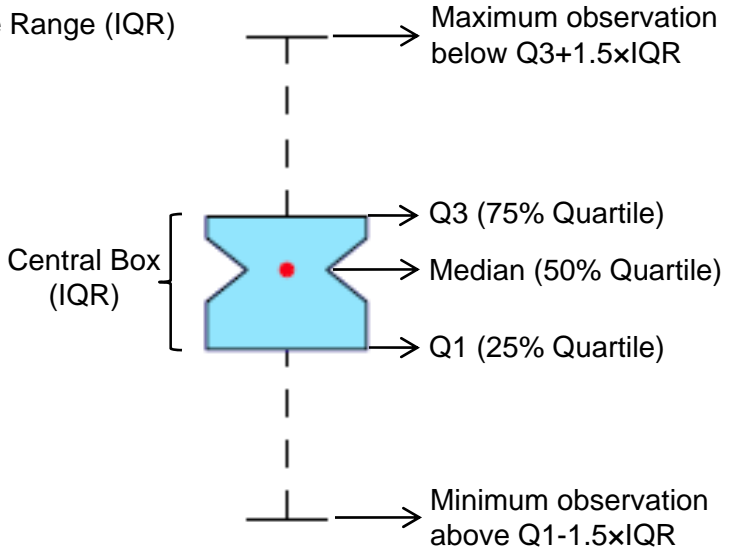 Range (IQR)
Maximum observation
below Q3+1.5×IQR
Q3 (75% Quartile)
Central Box
(IQR)
Median (50% Quartile)
Q1 (25% Quartile)
Minimum observation
above Q1-1.5×IQR